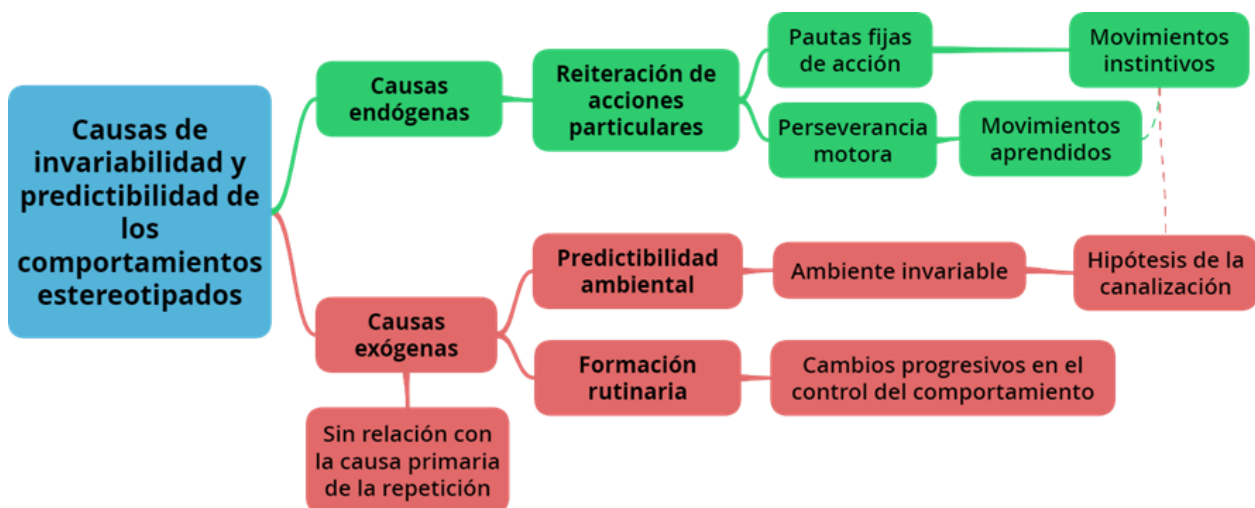 Causas de
invariabilidad y
predictibilidad de
los
comportamientos
estereotipados
Causas
endógenas
Reiteración de
acciones
particulares
Pautas fijas
de acción
Movimientos
instintivos
Perseverancia
motora
Movimientos
aprendidos
Causas
exógenas
Predictibilidad
ambiental
Ambiente invariable
Hipótesis de la
canalización
Formación
rutinaria
Cambios progresivos en el
control del comportamiento
Sin relación con
la causa primaria
de la repetición